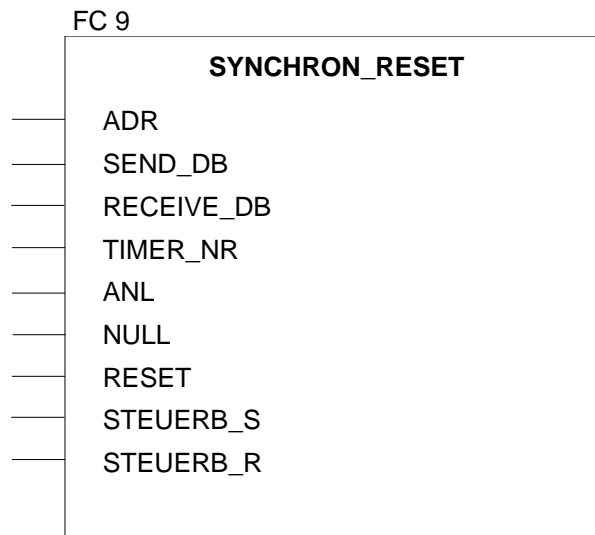 FC 9
SYNCHRON_RESET
ADR
SEND_DB
RECEIVE_DB
TIMER_NR
ANL
NULL
RESET
STEUERB_S
STEUERB_R